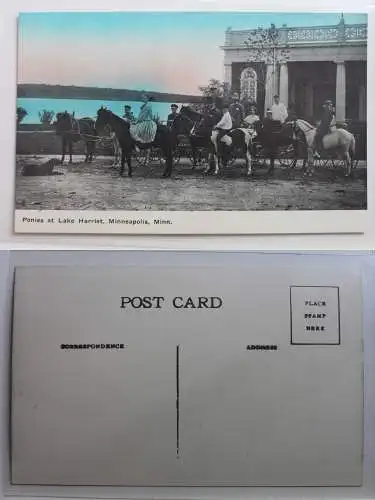 Ponies at Lake Harriet, Minneapolis, Minn.
POST CARD
PLACE
STAMP
HERE
CORRESPONDENCE
ADDRESS